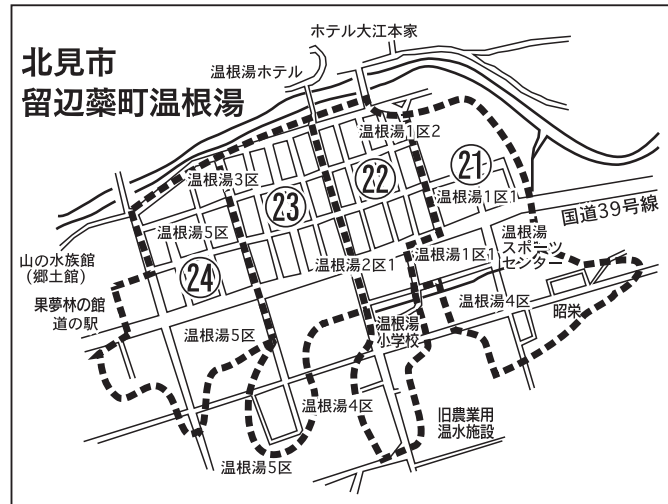 北見市
留辺蘂町温根湯
ホテル大江本家
温根湯ホテル
温根湯1区2
㉑
温根湯3区
㉒
温根湯1区1
㉓
国道39号線
温根湯5区
温根湯
スポーツ
センター
温根湯1区1
山の水族館
(郷土館)
温根湯2区1
㉔
果夢林の館
道の駅
温根湯4区
昭栄
温根湯
小学校
温根湯5区
温根湯4区
旧農業用
温水施設
温根湯5区